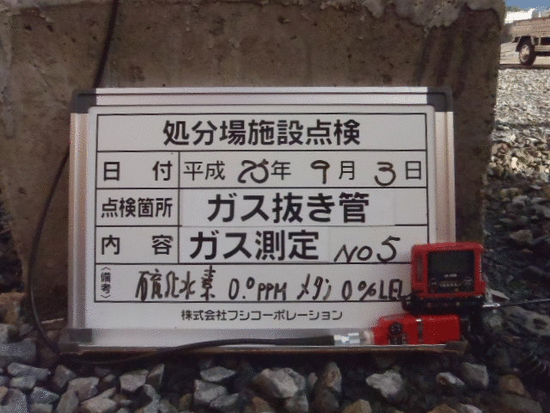 処分場施設点検
日付 平成25年9月3日
点検箇所 ガス抜き管
内容 ガス測定 NO5
〈備考〉 硫化水素 0.0PPM メタン 0%LEL
株式会社フジコーポレーション